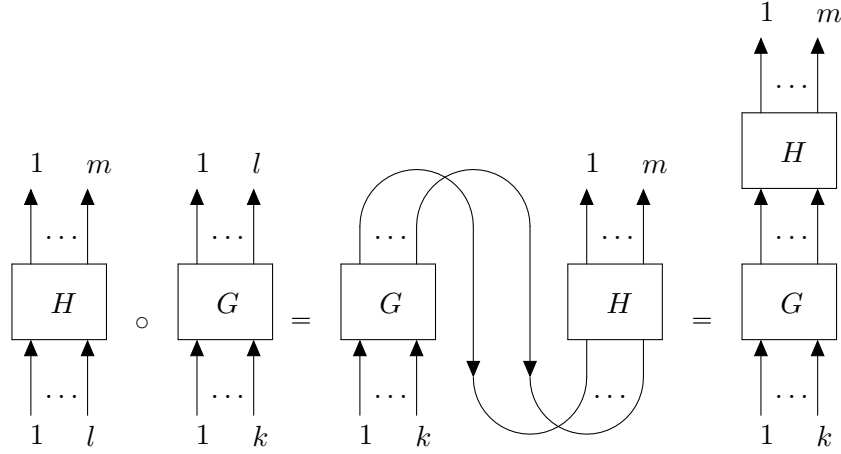 1 m
1 m 1 l 1 m
… … … … …
H
… … … …
H ∘ G = G H = G
… … … … …
1 l 1 k 1 k 1 k